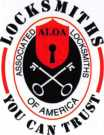 LOCKSMITHS
ALOA
ASSOCIATED
LOCKSMITHS
OF AMERICA
YOU CAN TRUST